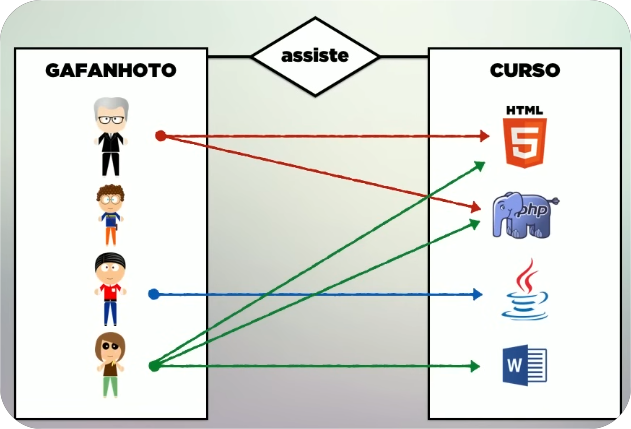 assiste
GAFANHOTO
CURSO
HTML
5
php
W